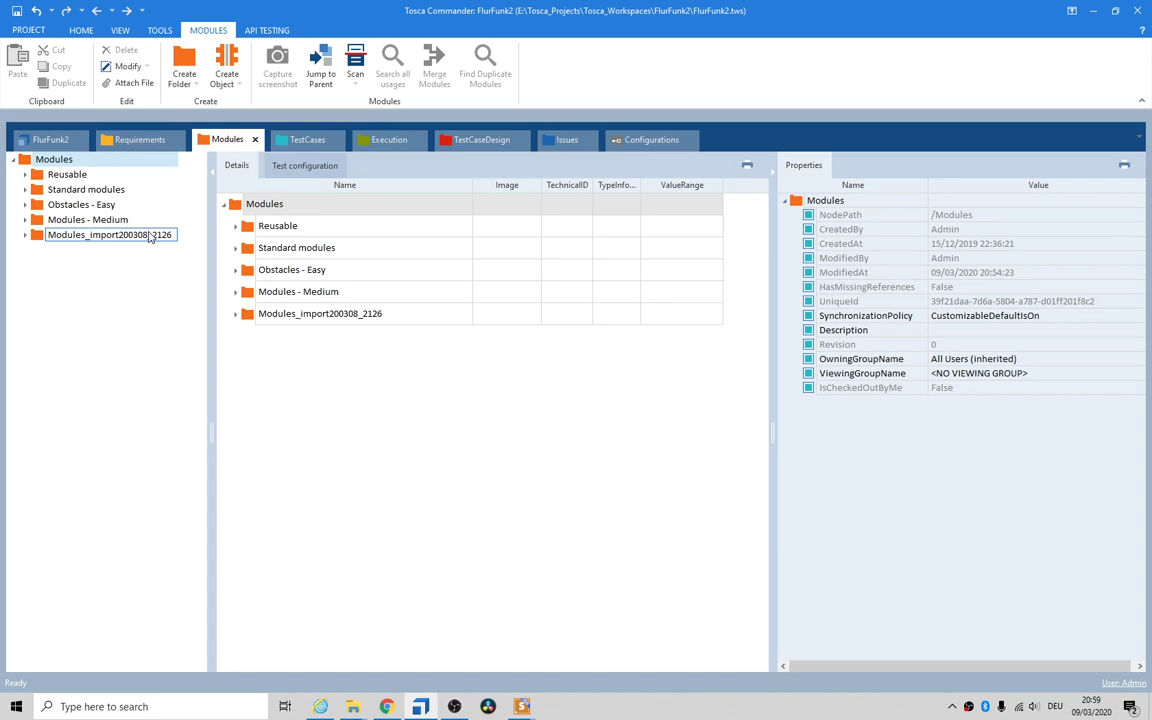 Tosca Commander: FlurFunk2 (E:\Tosca_Projects\Tosca_Workspaces\FlurFunk2\FlurFunk2.tws)
PROJECT HOME VIEW TOOLS MODULES API TESTING
Paste Cut Copy Duplicate
Delete Modify Attach File
Create Folder Create Object
Capture screenshot Jump to Parent Scan Search all usages Merge Modules Find Duplicate Modules
Clipboard Edit Create Modules
FlurFunk2 Requirements Modules TestCases Execution TestCaseDesign Issues Configurations
Modules
Reusable
Standard modules
Obstacles - Easy
Modules - Medium
Modules_import200308_2126
Details Test configuration
Name Image TechnicalID TypeInfo... ValueRange
Modules
Reusable
Standard modules
Obstacles - Easy
Modules - Medium
Modules_import200308_2126
Properties
Name Value
Modules
NodePath /Modules
CreatedBy Admin
CreatedAt 15/12/2019 22:36:21
ModifiedBy Admin
ModifiedAt 09/03/2020 20:54:23
HasMissingReferences False
UniqueId 39f21daa-7d6a-5804-a787-d01ff201f8c2
SynchronizationPolicy CustomizableDefaultIsOn
Description
Revision 0
OwningGroupName All Users (inherited)
ViewingGroupName <NO VIEWING GROUP>
IsCheckedOutByMe False
Ready User: Admin
Type here to search
DEU 20:59
09/03/2020 2